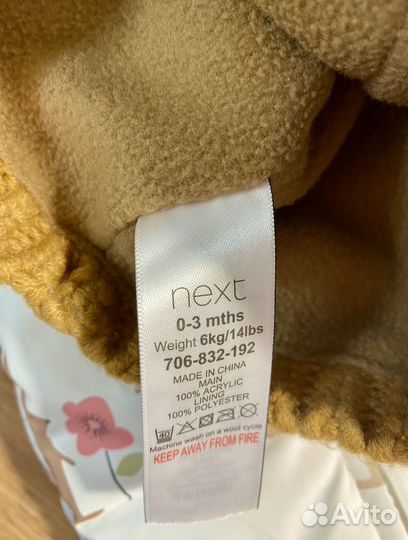 next
0-3 mths
Weight 6kg/14lbs
706-832-192
MADE IN CHINA
MAIN
100% ACRYLIC
LINING
100% POLYESTER
40
Machine wash on a wool cycle.
KEEP AWAY FROM FIRE
Avito